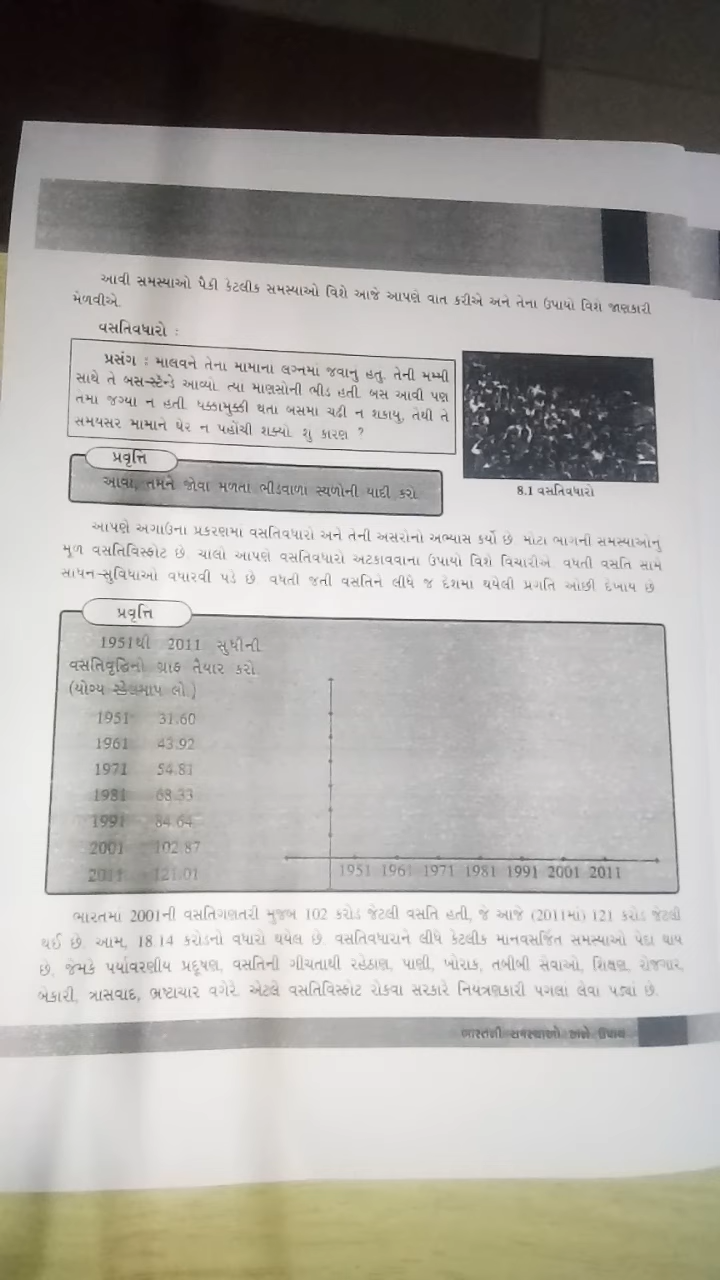 આવી સમસ્યાઓ પૈકી કેટલીક સમસ્યાઓ વિશે આજે આપણે વાત કરીએ અને તેના ઉપાયો વિશે જાણકારી
મેળવીએ.
વસતિવધારો :
પ્રસંગ : માલવને તેના મામાના લગ્નમાં જવાનુ હતુ. તેની મમ્મી
સાથે તે બસ-સ્ટૅન્ડે આવ્યો. ત્યા માણસોની ભીડ હતી. બસ આવી પણ
તેમા જગ્યા ન હતી. ધક્કામુક્કી થતા બસમા ચઢી ન શકાયુ, તેથી તે
સમયસર મામાને ઘેર ન પહોંચી શક્યો. શુ કારણ ?
પ્રવૃત્તિ
આવા, તમને જોવા મળતા ભીડવાળા સ્થળોની યાદી કરો.
8.1 વસતિવધારો
આપણે અગાઉના પ્રકરણમાં વસતિવધારો અને તેની અસરોનો અભ્યાસ કર્યો છે. મોટા ભાગની સમસ્યાઓનું
મૂળ વસતિવિસ્ફોટ છે. ચાલો આપણે વસતિવધારો અટકાવવાના ઉપાયો વિશે વિચારીએ. વધતી વસતિ સામે
સાધન-સુવિધાઓ વધારવી પડે છે. વધતી જતી વસતિને લીધે જ દેશમા થયેલી પ્રગતિ ઓછી દેખાય છે.
પ્રવૃત્તિ
1951થી 2011 સુધીની
વસતિવૃદ્ધિનો ગ્રાફ તૈયાર કરો.
(યોગ્ય સ્કેલમાપ લો.)
1951 31.60
1961 43.92
1971 54.81
1981 68.33
1991 84.64
2001 102.87
2011 121.01
1951 1961 1971 1981 1991 2001 2011
ભારતમા 2001ની વસતિગણતરી મુજબ 102 કરોડ જેટલી વસતિ હતી, જે આજે (2011માં) 121 કરોડ જેટલી
થઈ છે. આમ, 18.14 કરોડનો વધારો થયેલ છે. વસતિવધારાને લીધે કેટલીક માનવસર્જિત સમસ્યાઓ પેદા થાય
છે, જેમકે પર્યાવરણીય પ્રદૂષણ, વસતિની ગીચતાથી રહેઠાણ, પાણી, ખોરાક, તબીબી સેવાઓ, શિક્ષણ, રોજગાર,
બેકારી, ત્રાસવાદ, ભ્રષ્ટાચાર વગેરે. એટલે વસતિવિસ્ફોટ રોકવા સરકારે નિયત્રણકારી પગલા લેવા પડ્યાં છે.
ભારતની સમસ્યાઓ અને ઉપાય